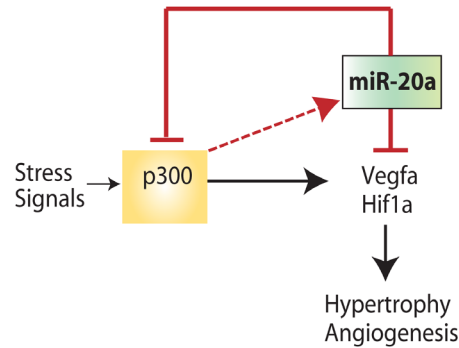 miR-20a
Stress
Signals
p300
Vegfa
Hif1a
Hypertrophy
Angiogenesis